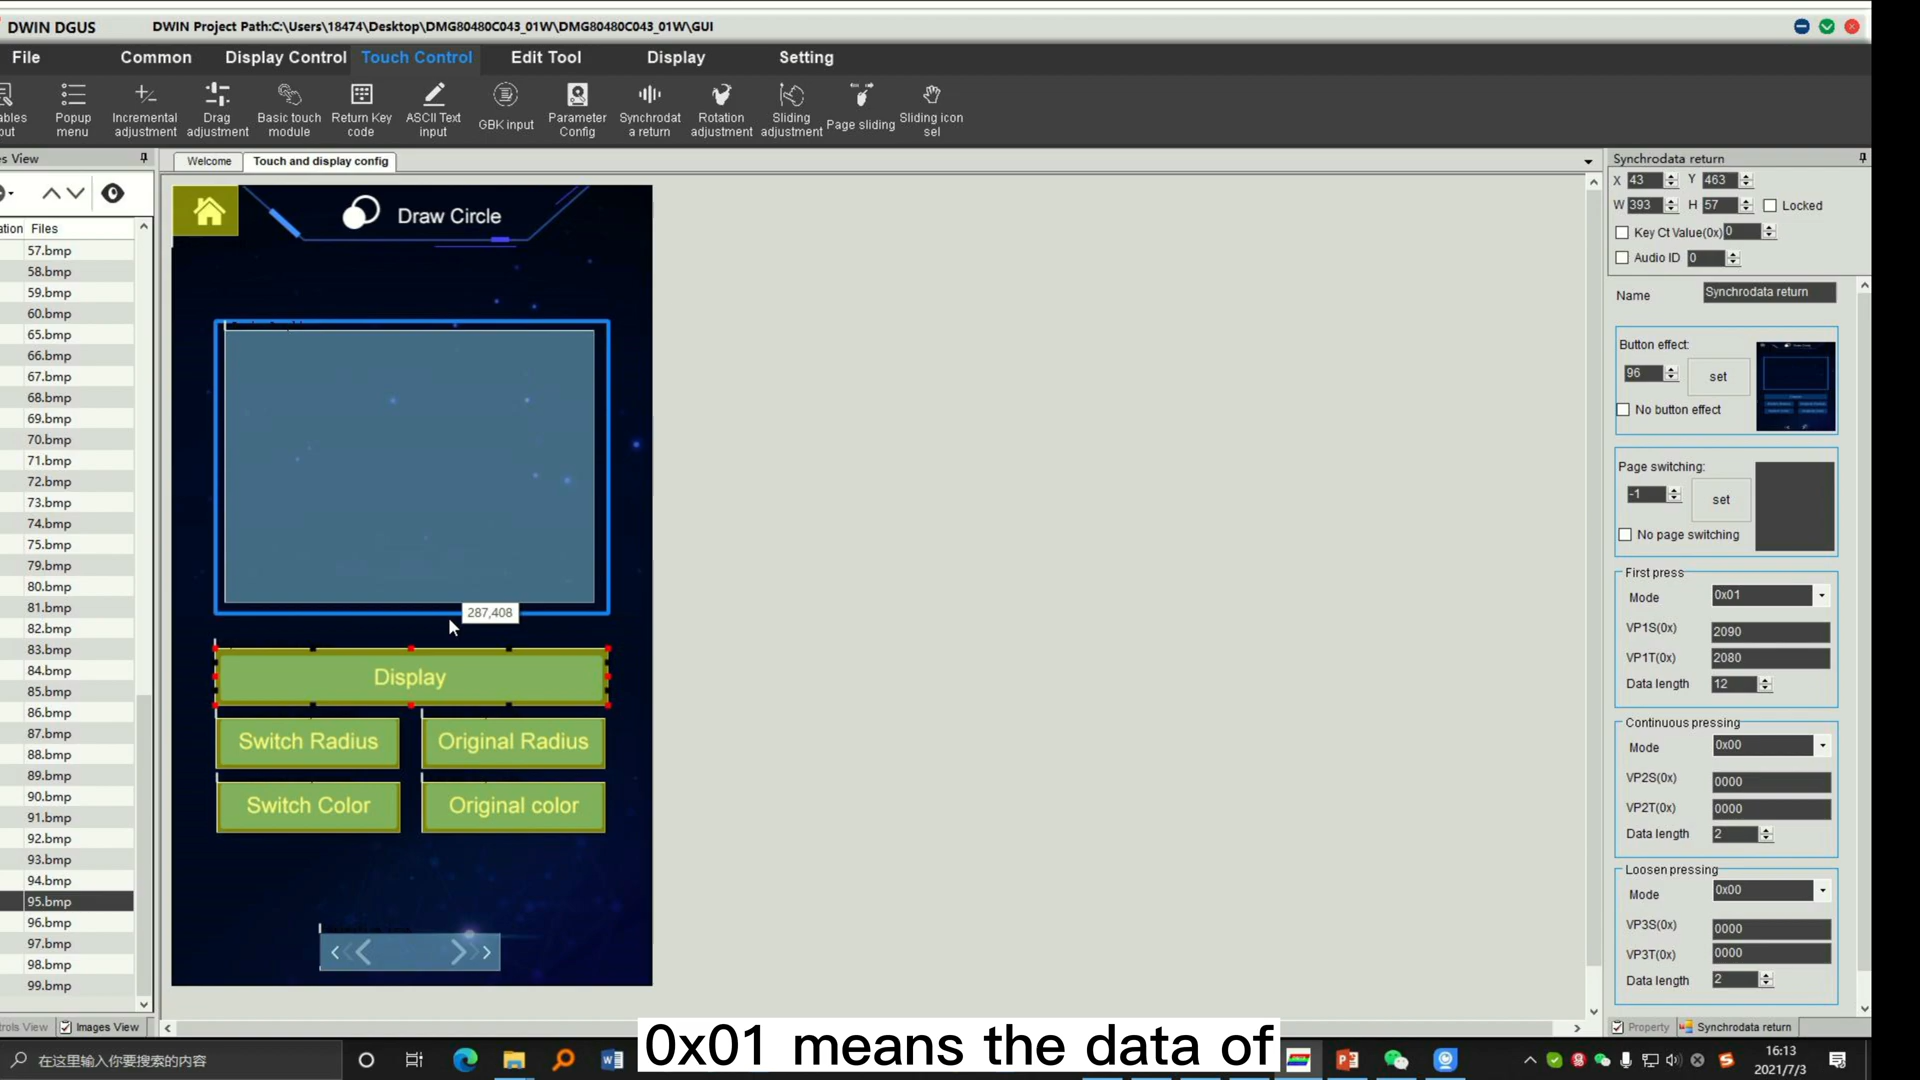 DWIN DGUS
DWIN Project Path:C:\Users\18474\Desktop\DMG80480C043_01W\DMG80480C043_01W\GUI
File
Common
Display Control
Touch Control
Edit Tool
Display
Setting
ables
out
Popup
menu
Incremental
adjustment
Drag
adjustment
Basic touch
module
Return Key
code
ASCII Text
input
GBK input
Parameter
Config
Synchrodat
a return
Rotation
adjustment
Sliding
adjustment
Page sliding
Sliding icon
sel
es View
Welcome
Touch and display config
ation Files
57.bmp
58.bmp
59.bmp
60.bmp
65.bmp
66.bmp
67.bmp
68.bmp
69.bmp
70.bmp
71.bmp
72.bmp
73.bmp
74.bmp
75.bmp
79.bmp
80.bmp
81.bmp
82.bmp
83.bmp
84.bmp
85.bmp
86.bmp
87.bmp
88.bmp
89.bmp
90.bmp
91.bmp
92.bmp
93.bmp
94.bmp
95.bmp
96.bmp
97.bmp
98.bmp
99.bmp
trols View
Images View
Draw Circle
287,408
Display
Switch Radius
Original Radius
Switch Color
Original color
Synchrodata return
X 43 Y 463
W 393 H 57 Locked
Key Ct Value(0x) 0
Audio ID 0
Name Synchrodata return
Button effect:
96 set
No button effect
Page switching:
-1 set
No page switching
First press
Mode 0x01
VP1S(0x) 2090
VP1T(0x) 2080
Data length 12
Continuous pressing
Mode 0x00
VP2S(0x) 0000
VP2T(0x) 0000
Data length 2
Loosen pressing
Mode 0x00
VP3S(0x) 0000
VP3T(0x) 0000
Data length 2
Property
Synchrodata return
0x01 means the data of
在这里输入你要搜索的内容
16:13
2021/7/3